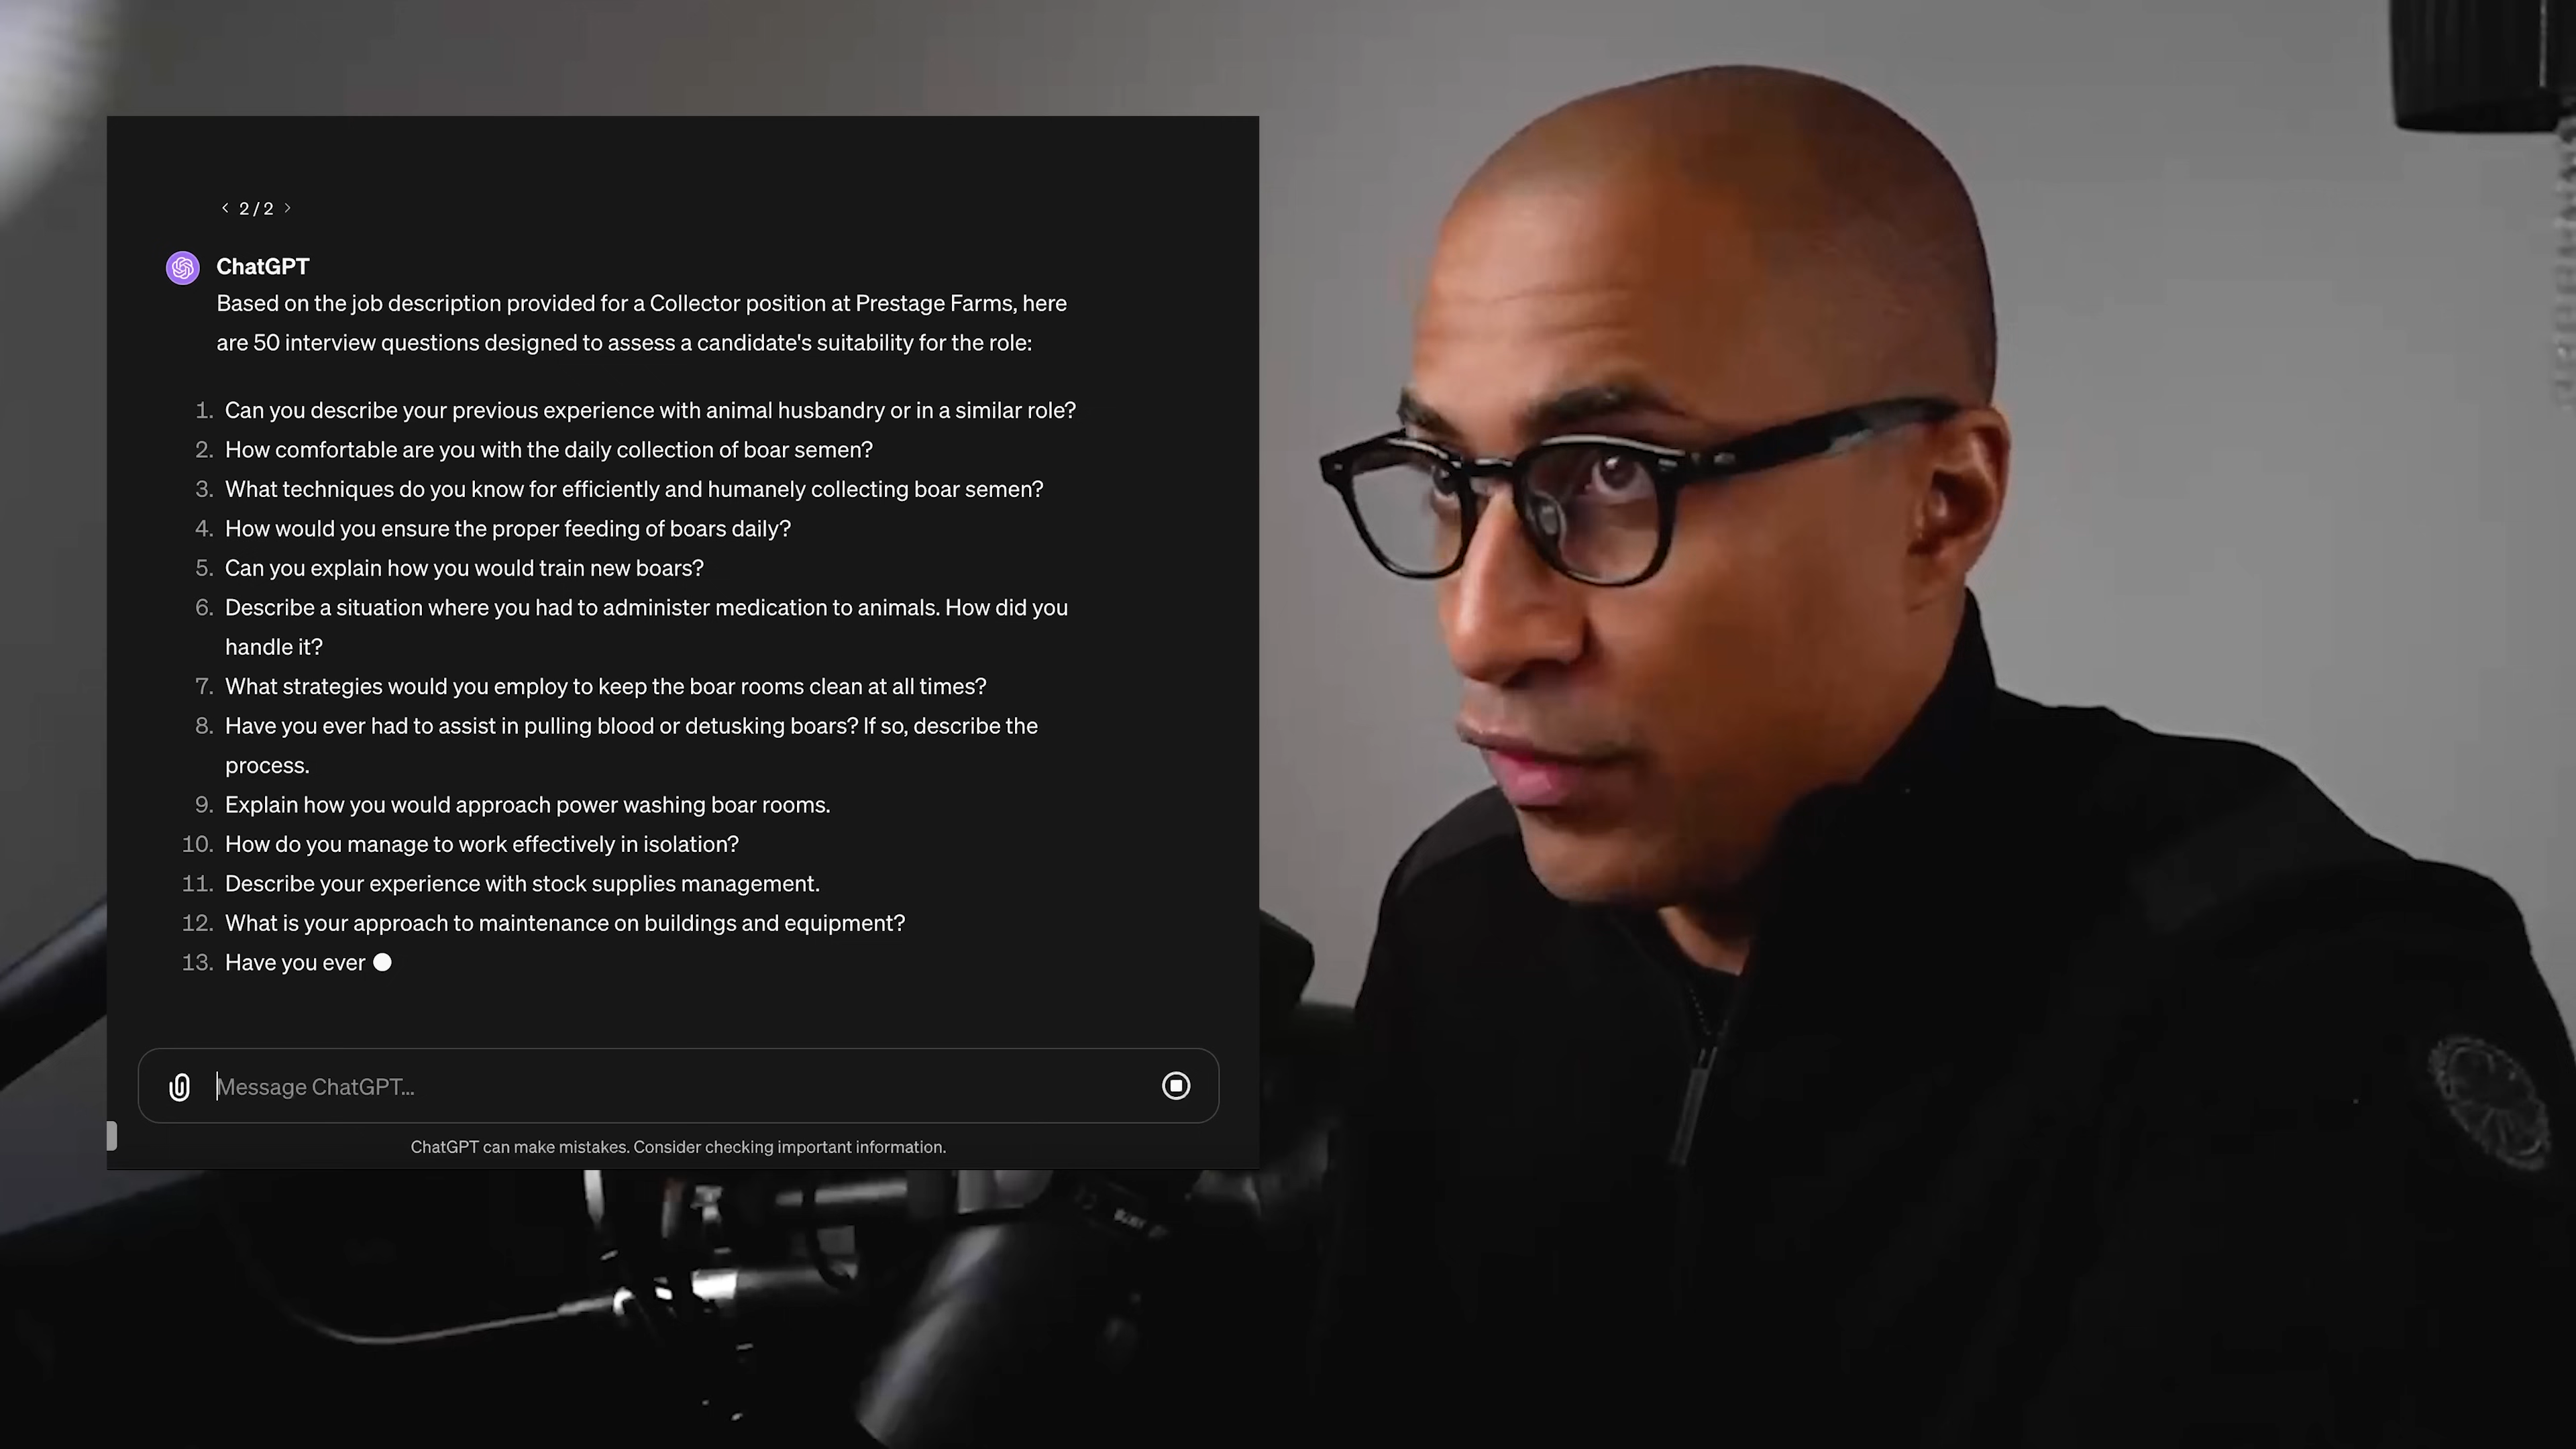 < 2/2 >
ChatGPT
Based on the job description provided for a Collector position at Prestage Farms, here
are 50 interview questions designed to assess a candidate's suitability for the role:
1. Can you describe your previous experience with animal husbandry or in a similar role?
2. How comfortable are you with the daily collection of boar semen?
3. What techniques do you know for efficiently and humanely collecting boar semen?
4. How would you ensure the proper feeding of boars daily?
5. Can you explain how you would train new boars?
6. Describe a situation where you had to administer medication to animals. How did you
handle it?
7. What strategies would you employ to keep the boar rooms clean at all times?
8. Have you ever had to assist in pulling blood or detusking boars? If so, describe the
process.
9. Explain how you would approach power washing boar rooms.
10. How do you manage to work effectively in isolation?
11. Describe your experience with stock supplies management.
12. What is your approach to maintenance on buildings and equipment?
13. Have you ever
Message ChatGPT...
ChatGPT can make mistakes. Consider checking important information.